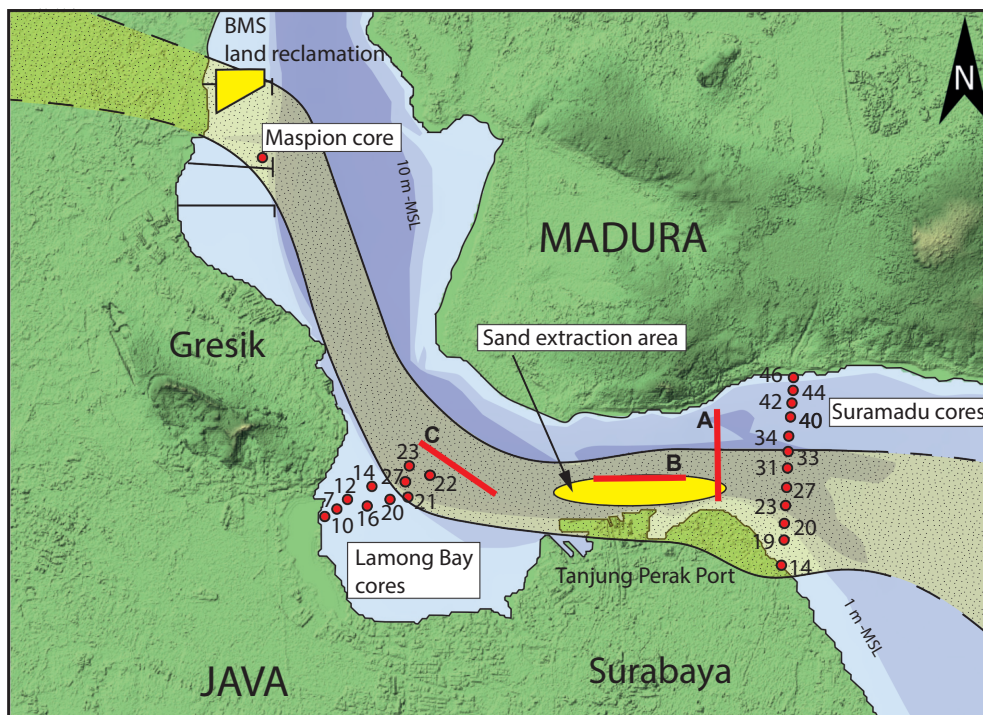 BMS
land reclamation
N
Maspion core
10 m -MSL
MADURA
Gresik
Sand extraction area
46
44
42
Suramadu cores
40
A
34
C
23
33
B
31
14
27
22
27
12
23
7
21
20
10
16
20
19
Lamong Bay
cores
Tanjung Perak Port
14
1 m -MSL
JAVA
Surabaya